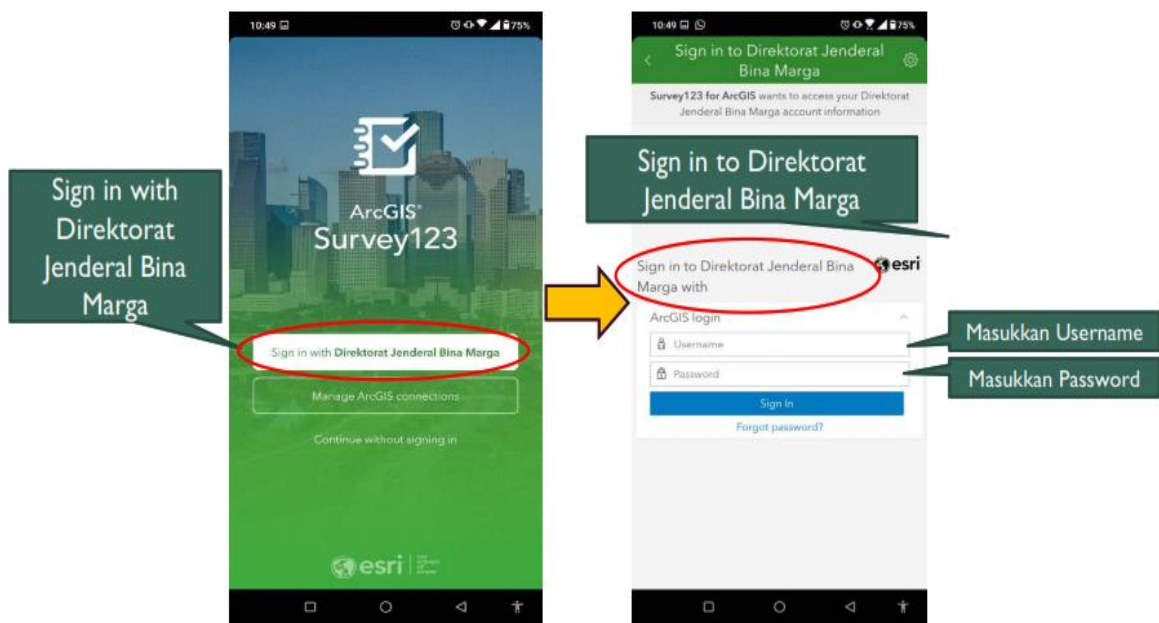 Sign in with
Direktorat
Jenderal Bina
Marga
10:49
75%
ArcGIS®
Survey123
Sign in with Direktorat Jenderal Bina Marga
Manage ArcGIS connections
Continue without signing in
esri
THE
SCIENCE
OF
WHERE
10:49
75%
Sign in to Direktorat Jenderal
Bina Marga
Survey123 for ArcGIS wants to access your Direktorat
Jenderal Bina Marga account information
Sign in to Direktorat
Jenderal Bina Marga
Sign in to Direktorat Jenderal Bina
Marga with
esri
ArcGIS login
Username
Password
Sign In
Forgot password?
Masukkan Username
Masukkan Password